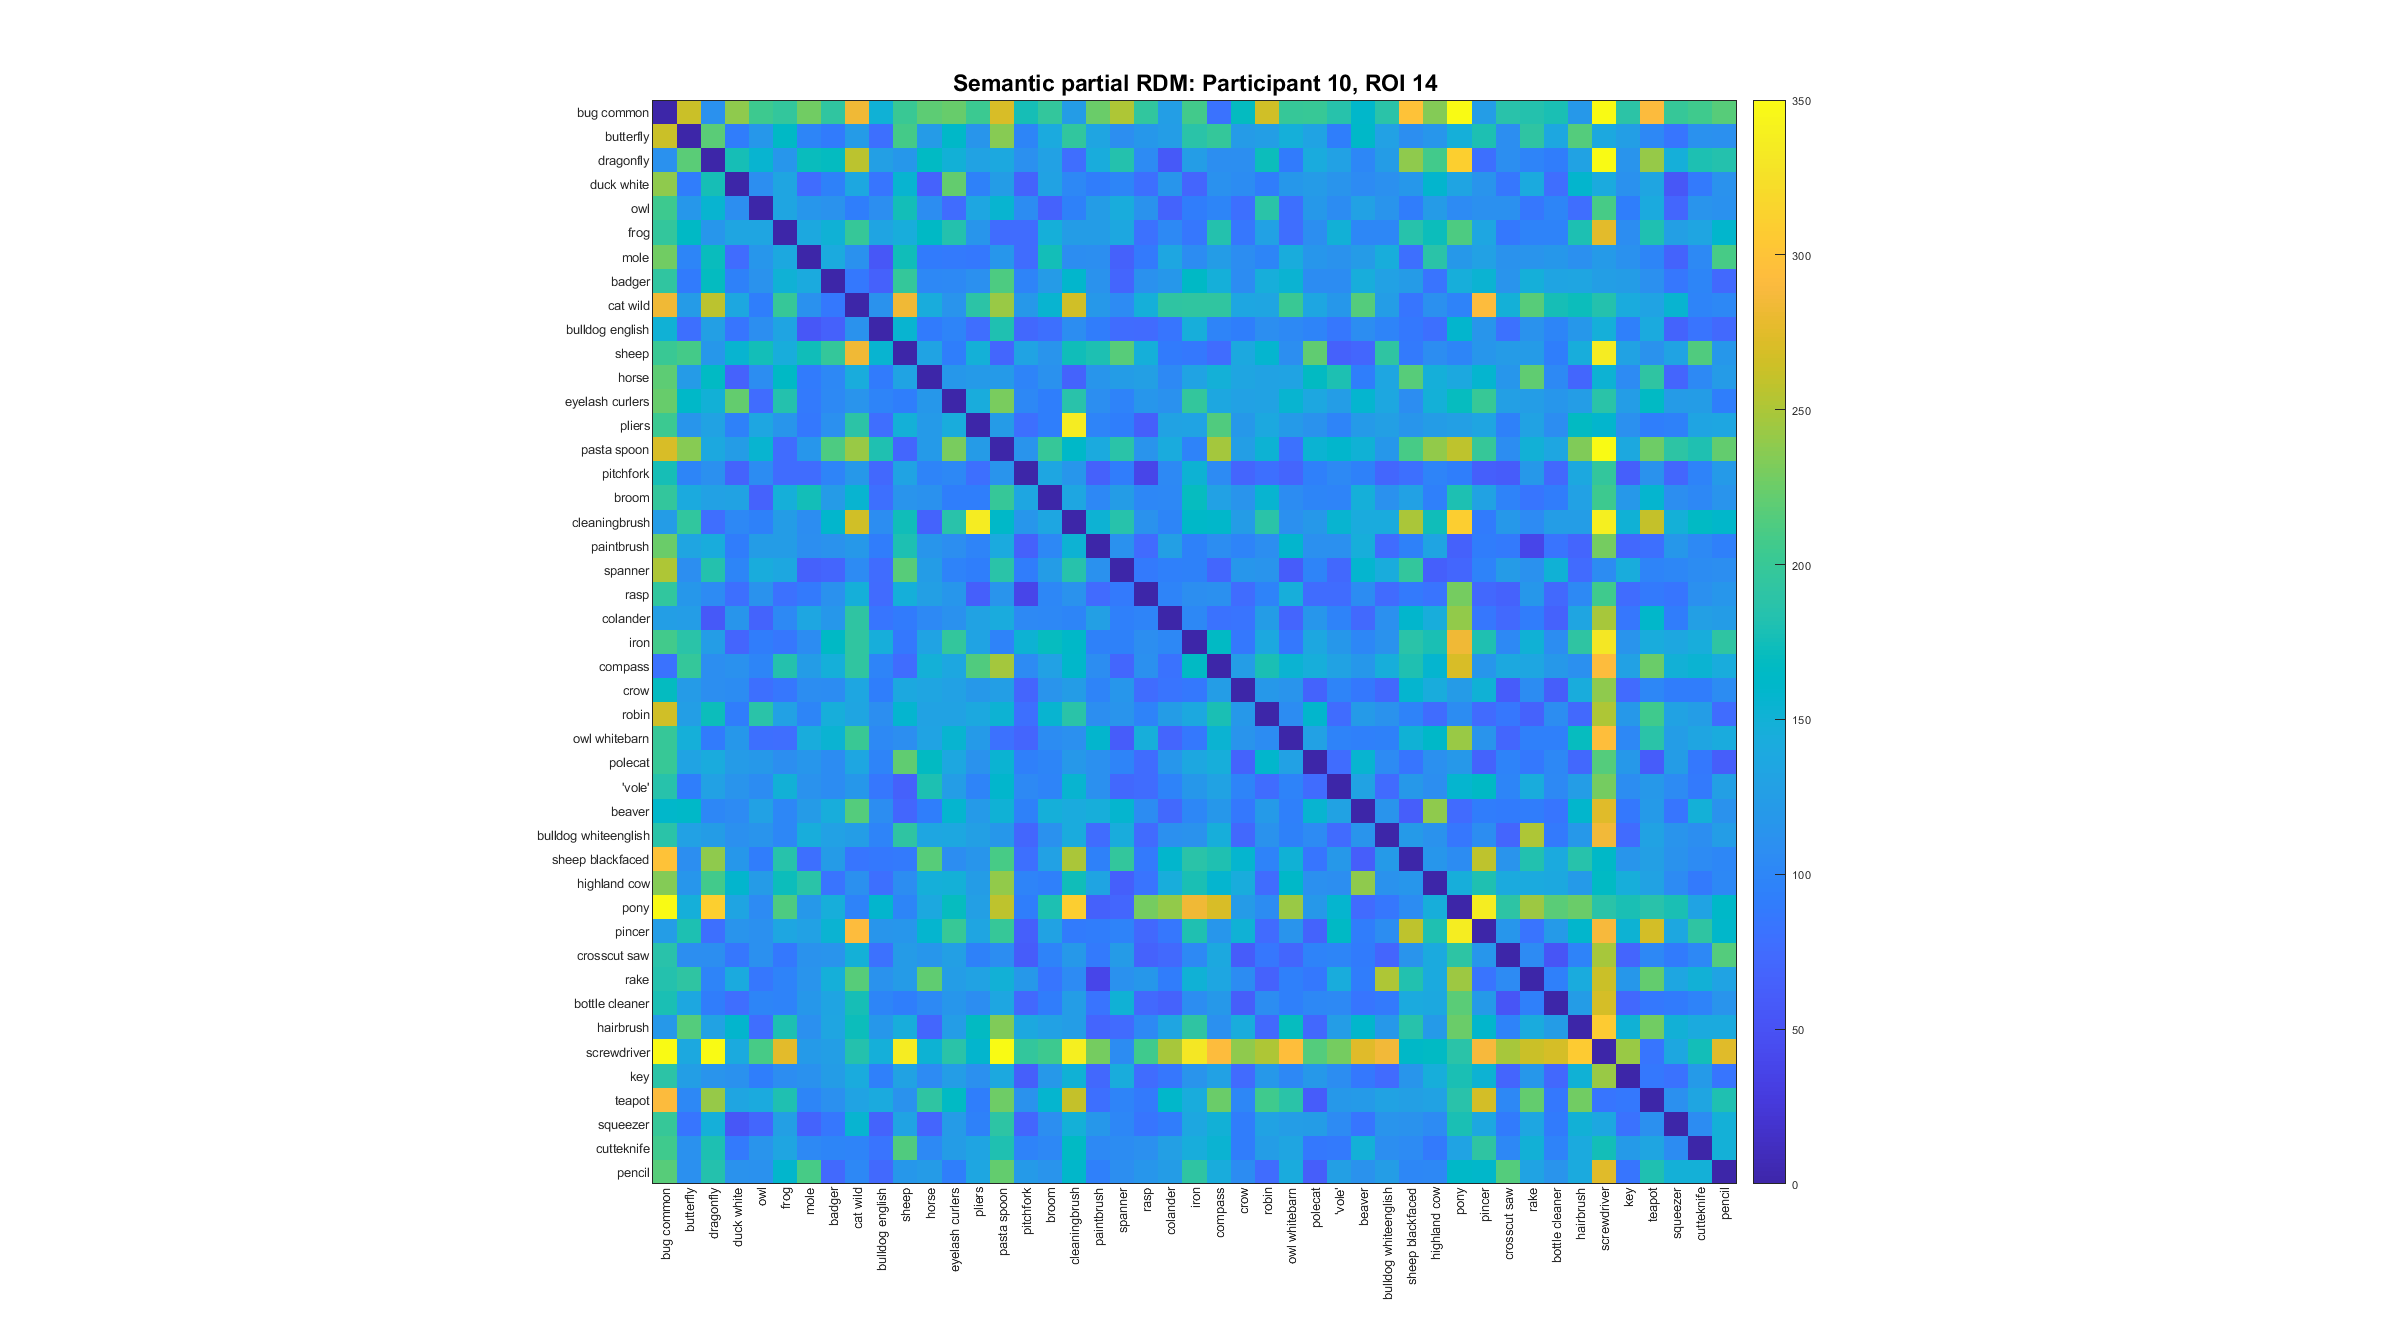 Semantic partial RDM: Participant 10, ROI 14
bug common
butterfly
dragonfly
duck white
owl
frog
mole
badger
cat wild
bulldog english
sheep
horse
eyelash curlers
pliers
pasta spoon
pitchfork
broom
cleaningbrush
paintbrush
spanner
rasp
colander
iron
compass
crow
robin
owl whitebarn
polecat
'vole'
beaver
bulldog whiteenglish
sheep blackfaced
highland cow
pony
pincer
crosscut saw
rake
bottle cleaner
hairbrush
screwdriver
key
teapot
squeezer
cutteknife
pencil
bug common
butterfly
dragonfly
duck white
owl
frog
mole
badger
cat wild
bulldog english
sheep
horse
eyelash curlers
pliers
pasta spoon
pitchfork
broom
cleaningbrush
paintbrush
spanner
rasp
colander
iron
compass
crow
robin
owl whitebarn
polecat
'vole'
beaver
bulldog whiteenglish
sheep blackfaced
highland cow
pony
pincer
crosscut saw
rake
bottle cleaner
hairbrush
screwdriver
key
teapot
squeezer
cutteknife
pencil
350
300
250
200
150
100
50
0